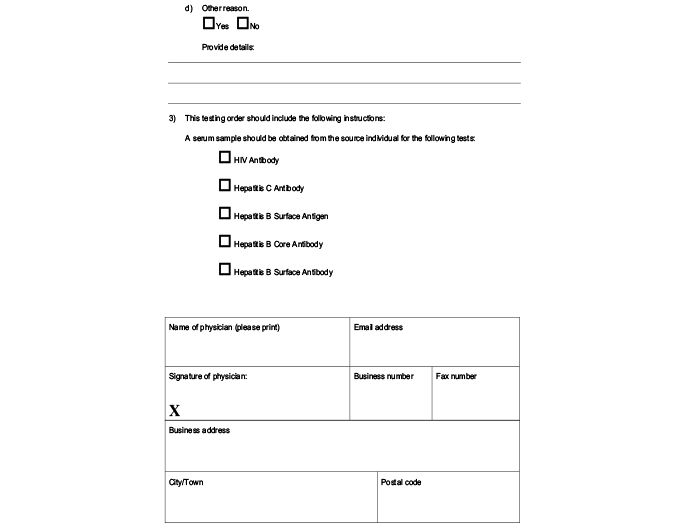 d) Other reason.
Yes No
Provide details:
3) This testing order should include the following instructions:
A serum sample should be obtained from the source individual for the following tests:
HIV Antibody
Hepatitis C Antibody
Hepatitis B Surface Antigen
Hepatitis B Core Antibody
Hepatitis B Surface Antibody
Name of physician (please print) Email address
Signature of physician: Business number Fax number
X
Business address
City/Town Postal code